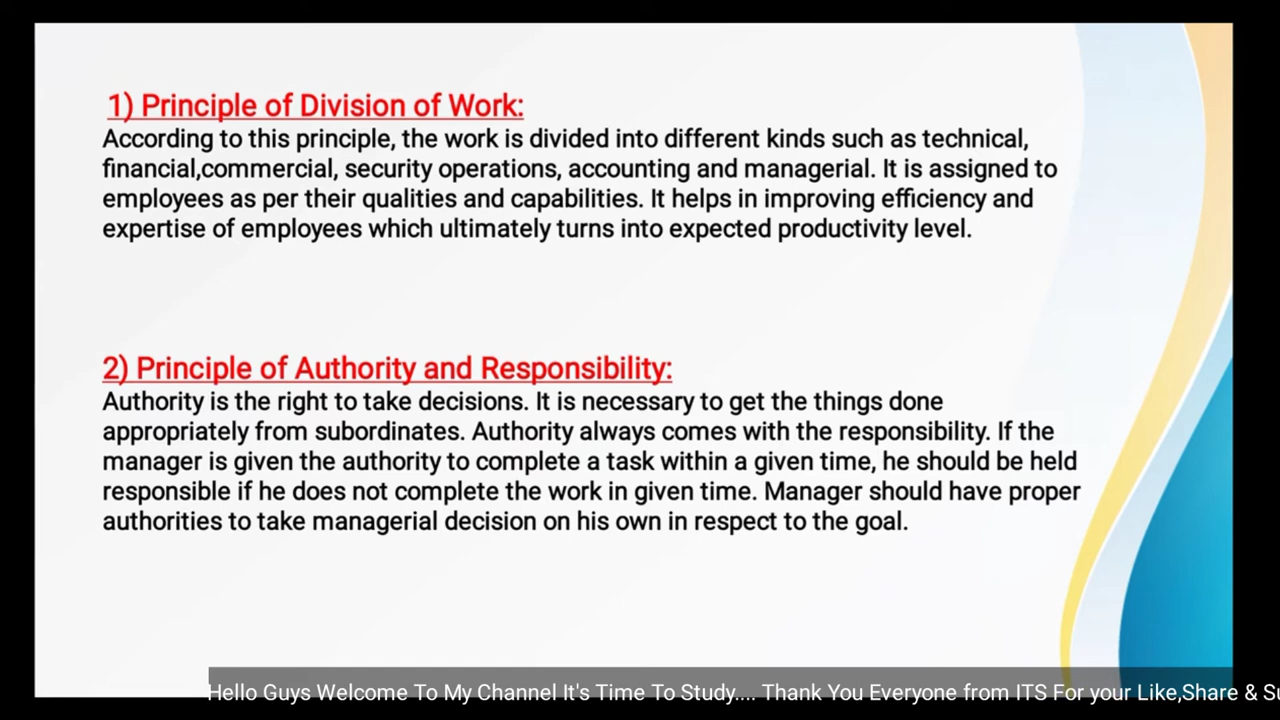 1) Principle of Division of Work:
According to this principle, the work is divided into different kinds such as technical,
financial,commercial, security operations, accounting and managerial. It is assigned to
employees as per their qualities and capabilities. It helps in improving efficiency and
expertise of employees which ultimately turns into expected productivity level.
2) Principle of Authority and Responsibility:
Authority is the right to take decisions. It is necessary to get the things done
appropriately from subordinates. Authority always comes with the responsibility. If the
manager is given the authority to complete a task within a given time, he should be held
responsible if he does not complete the work in given time. Manager should have proper
authorities to take managerial decision on his own in respect to the goal.
Hello Guys Welcome To My Channel It's Time To Study.... Thank You Everyone from ITS For your Like,Share &